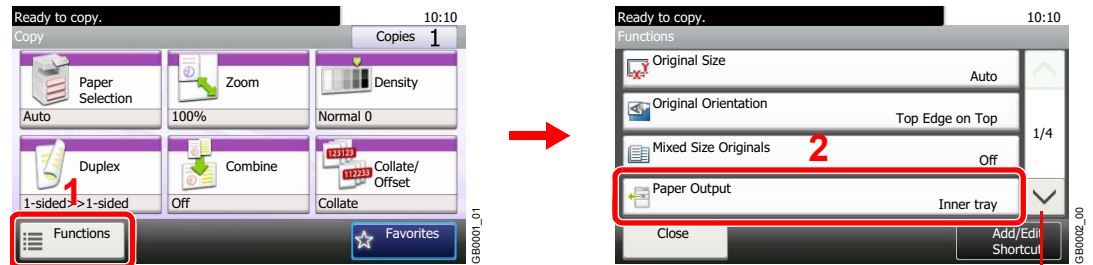 Ready to copy.
10:10
Copy
Copies 1
Paper
Selection
Auto
Zoom
100%
Density
Normal 0
Duplex
1-sided>>1-sided
Combine
Off
123123
112233
Collate/
Offset
Collate
1
Functions
Favorites
GB0001_01
Ready to copy.
10:10
Functions
Original Size
Auto
Original Orientation
Top Edge on Top
1/4
Mixed Size Originals
2
Off
Paper Output
Inner tray
Close
Add/Edit
Shortcut
GB0002_00